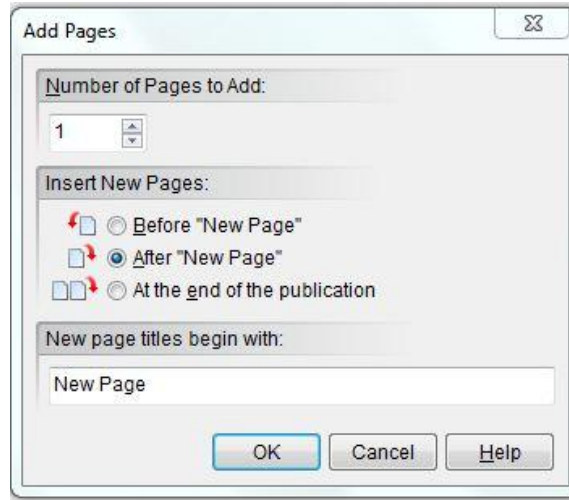 Add Pages
Number of Pages to Add:
1
Insert New Pages:
Before "New Page"
After "New Page"
At the end of the publication
New page titles begin with:
New Page
OK Cancel Help